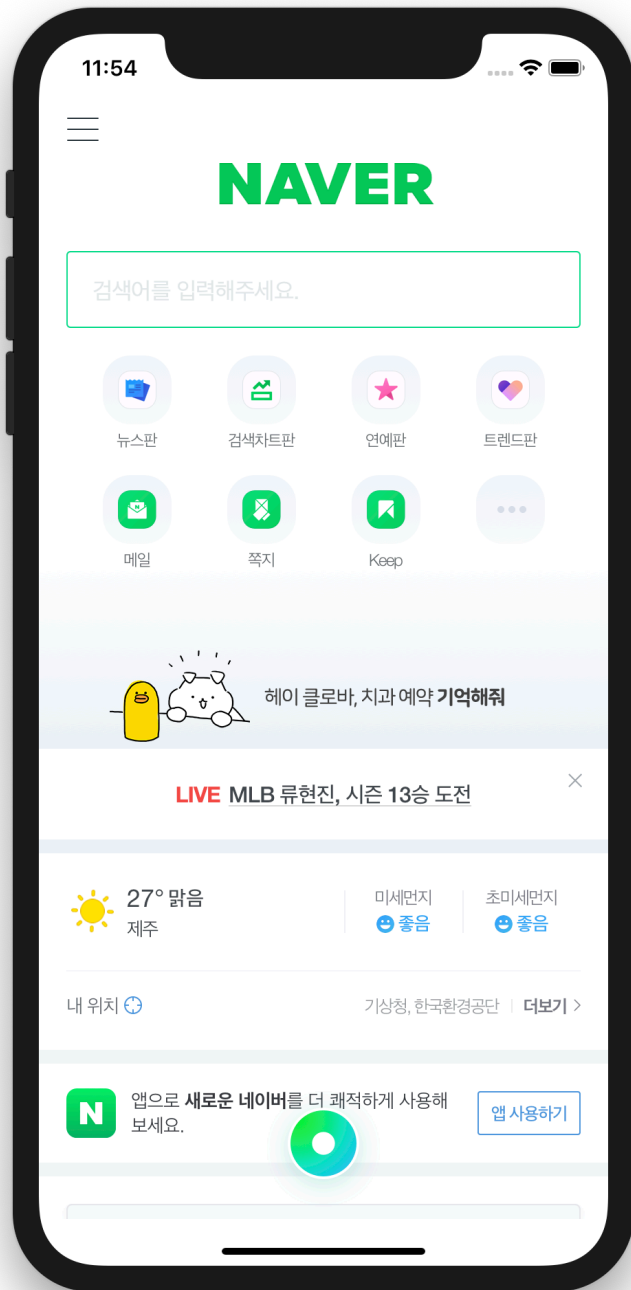 11:54
NAVER
검색어를 입력해주세요.
뉴스판
검색차트판
연예판
트렌드판
메일
쪽지
Keep
헤이 클로바, 치과 예약 기억해줘
LIVE MLB 류현진, 시즌 13승 도전
27° 맑음
제주
미세먼지
좋음
초미세먼지
좋음
내 위치
기상청, 한국환경공단
더보기
N
앱으로 새로운 네이버를 더 쾌적하게 사용해
보세요.
앱 사용하기